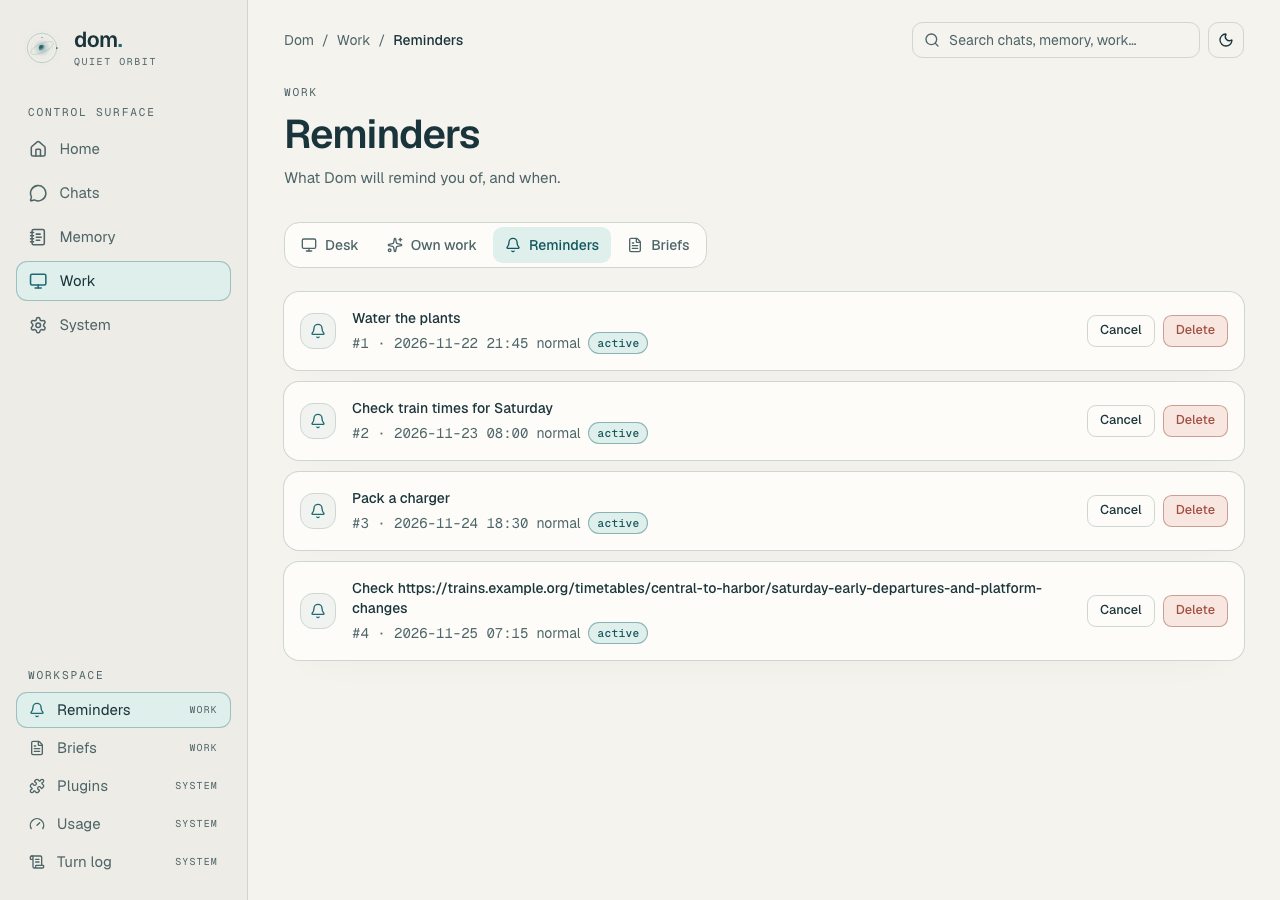 dom.
QUIET ORBIT
CONTROL SURFACE
Home
Chats
Memory
Work
System
WORKSPACE
Reminders WORK
Briefs WORK
Plugins SYSTEM
Usage SYSTEM
Turn log SYSTEM
Dom / Work / Reminders
Search chats, memory, work…
WORK
Reminders
What Dom will remind you of, and when.
Desk Own work Reminders Briefs
Water the plants
#1 · 2026-11-22 21:45 normal active
Cancel Delete
Check train times for Saturday
#2 · 2026-11-23 08:00 normal active
Cancel Delete
Pack a charger
#3 · 2026-11-24 18:30 normal active
Cancel Delete
Check https://trains.example.org/timetables/central-to-harbor/saturday-early-departures-and-platform-
changes
#4 · 2026-11-25 07:15 normal active
Cancel Delete